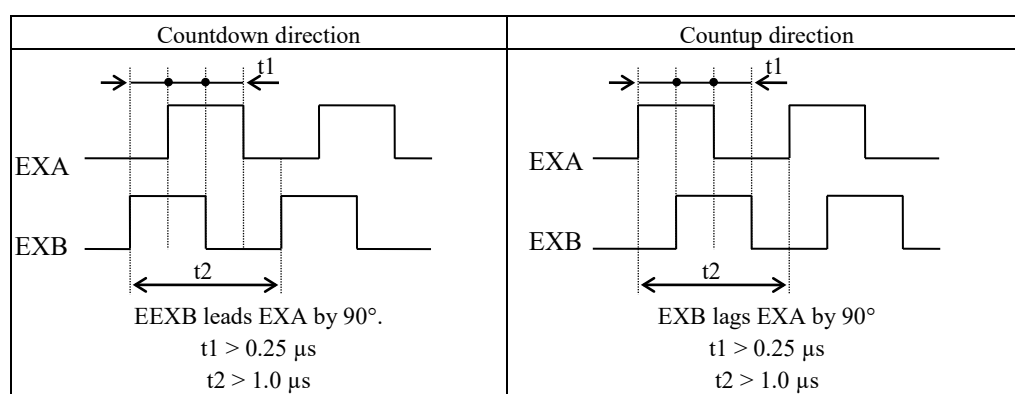 Countdown direction
t1
EXA
EXB
t2
EEXB leads EXA by 90°.
t1 > 0.25 µs
t2 > 1.0 µs
Countup direction
t1
EXA
EXB
t2
EXB lags EXA by 90°
t1 > 0.25 µs
t2 > 1.0 µs